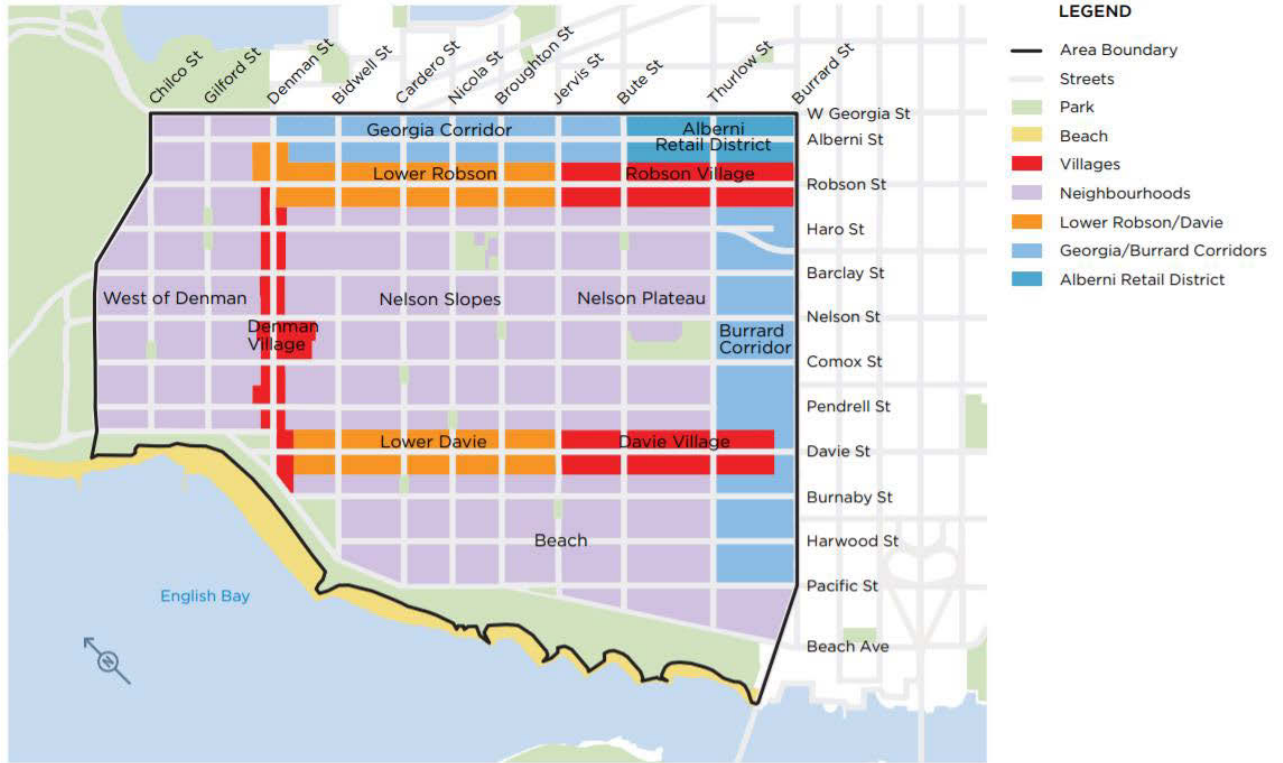 LEGEND
Area Boundary
Streets
Park
Beach
Villages
Neighbourhoods
Lower Robson/Davie
Georgia/Burrard Corridors
Alberni Retail District
Chilco St
Gilford St
Denman St
Bidwell St
Cardero St
Nicola St
Broughton St
Jervis St
Bute St
Thurlow St
Burrard St
W Georgia St
Alberni St
Robson St
Haro St
Barclay St
Nelson St
Comox St
Pendrell St
Davie St
Burnaby St
Harwood St
Pacific St
Beach Ave
Georgia Corridor
Alberni
Retail District
Lower Robson
Robson Village
West of Denman
Nelson Slopes
Nelson Plateau
Denman
Village
Burrard
Corridor
Lower Davie
Davie Village
Beach
English Bay
N